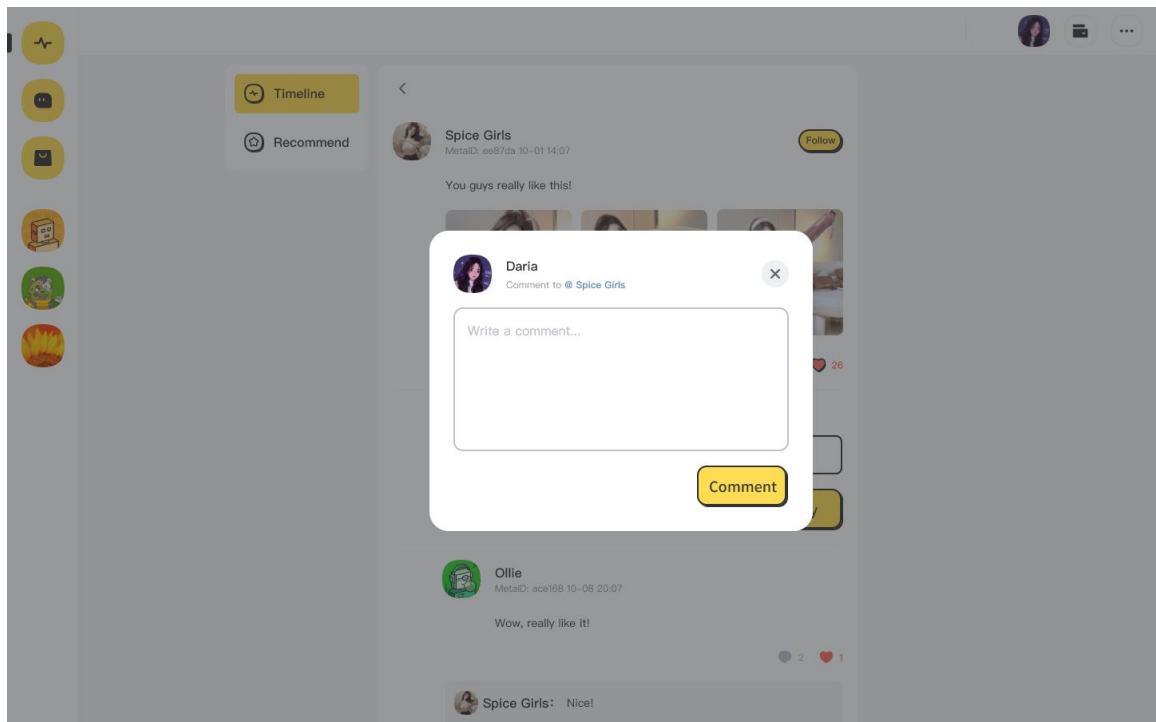 Timeline
Recommend
Spice Girls
MetaID: ee87da 10-01 14:07
Follow
You guys really like this!
Daria
Comment to @ Spice Girls
Write a comment...
26
Comment
y
Ollie
MetaID: ace168 10-08 20:07
Wow, really like it!
2 1
Spice Girls: Nice!